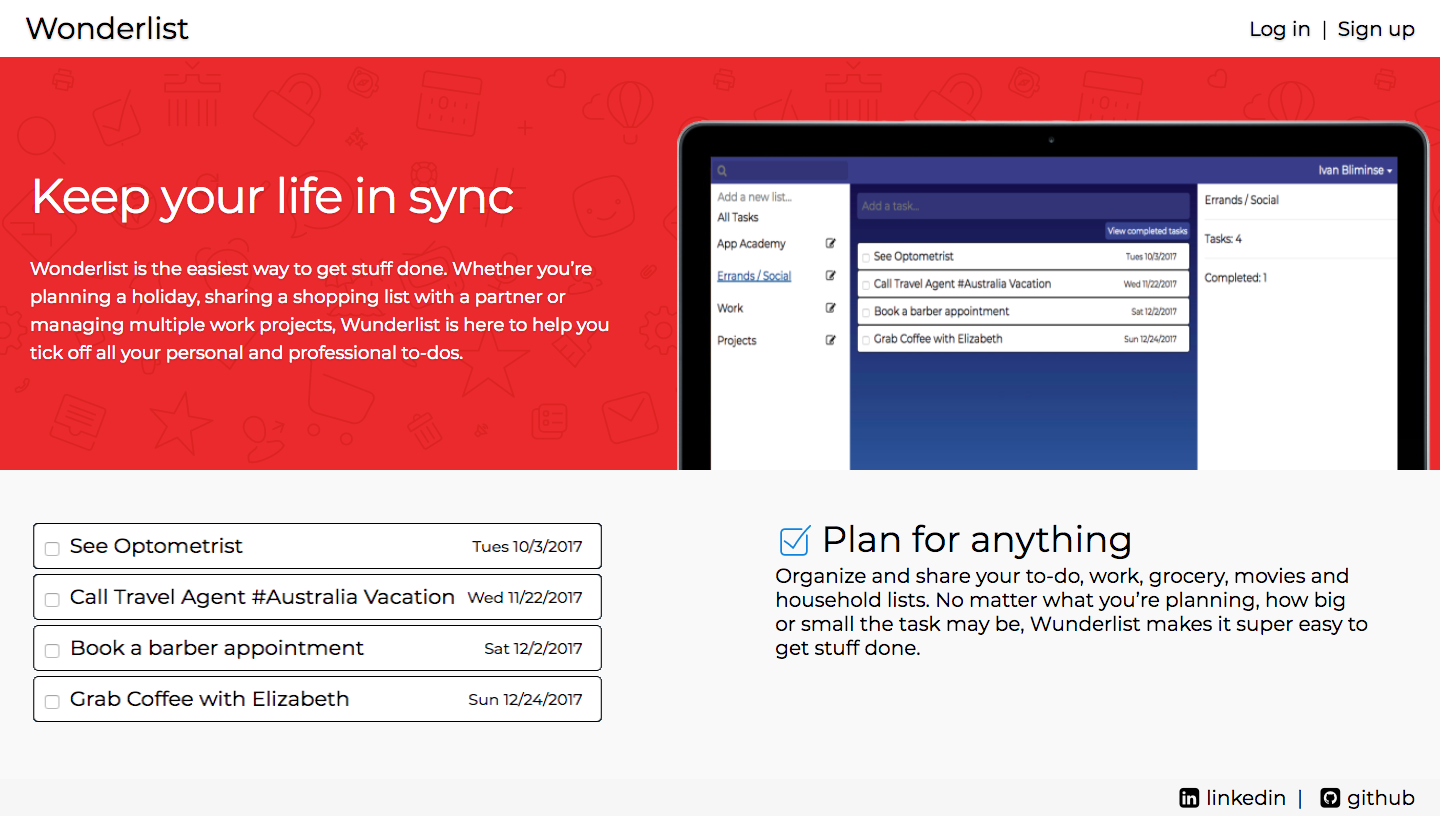 Wonderlist
Log in | Sign up
Keep your life in sync
Wonderlist is the easiest way to get stuff done. Whether you’re
planning a holiday, sharing a shopping list with a partner or
managing multiple work projects, Wunderlist is here to help you
tick off all your personal and professional to-dos.
Ivan Bliminse
Add a new list...
All Tasks
App Academy
Errands / Social
Work
Projects
Add a task...
View completed tasks
See Optometrist Tues 10/3/2017
Call Travel Agent #Australia Vacation Wed 11/22/2017
Book a barber appointment Sat 12/2/2017
Grab Coffee with Elizabeth Sun 12/24/2017
Errands / Social
Tasks: 4
Completed: 1
See Optometrist Tues 10/3/2017
Call Travel Agent #Australia Vacation Wed 11/22/2017
Book a barber appointment Sat 12/2/2017
Grab Coffee with Elizabeth Sun 12/24/2017
Plan for anything
Organize and share your to-do, work, grocery, movies and
household lists. No matter what you’re planning, how big
or small the task may be, Wunderlist makes it super easy to
get stuff done.
linkedin | github